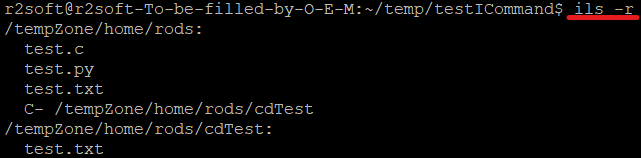 r2soft@r2soft-To-be-filled-by-O-E-M:~/temp/testICommand$ ils -r
/tempZone/home/rods:
  test.c
  test.py
  test.txt
  C- /tempZone/home/rods/cdTest
/tempZone/home/rods/cdTest:
  test.txt